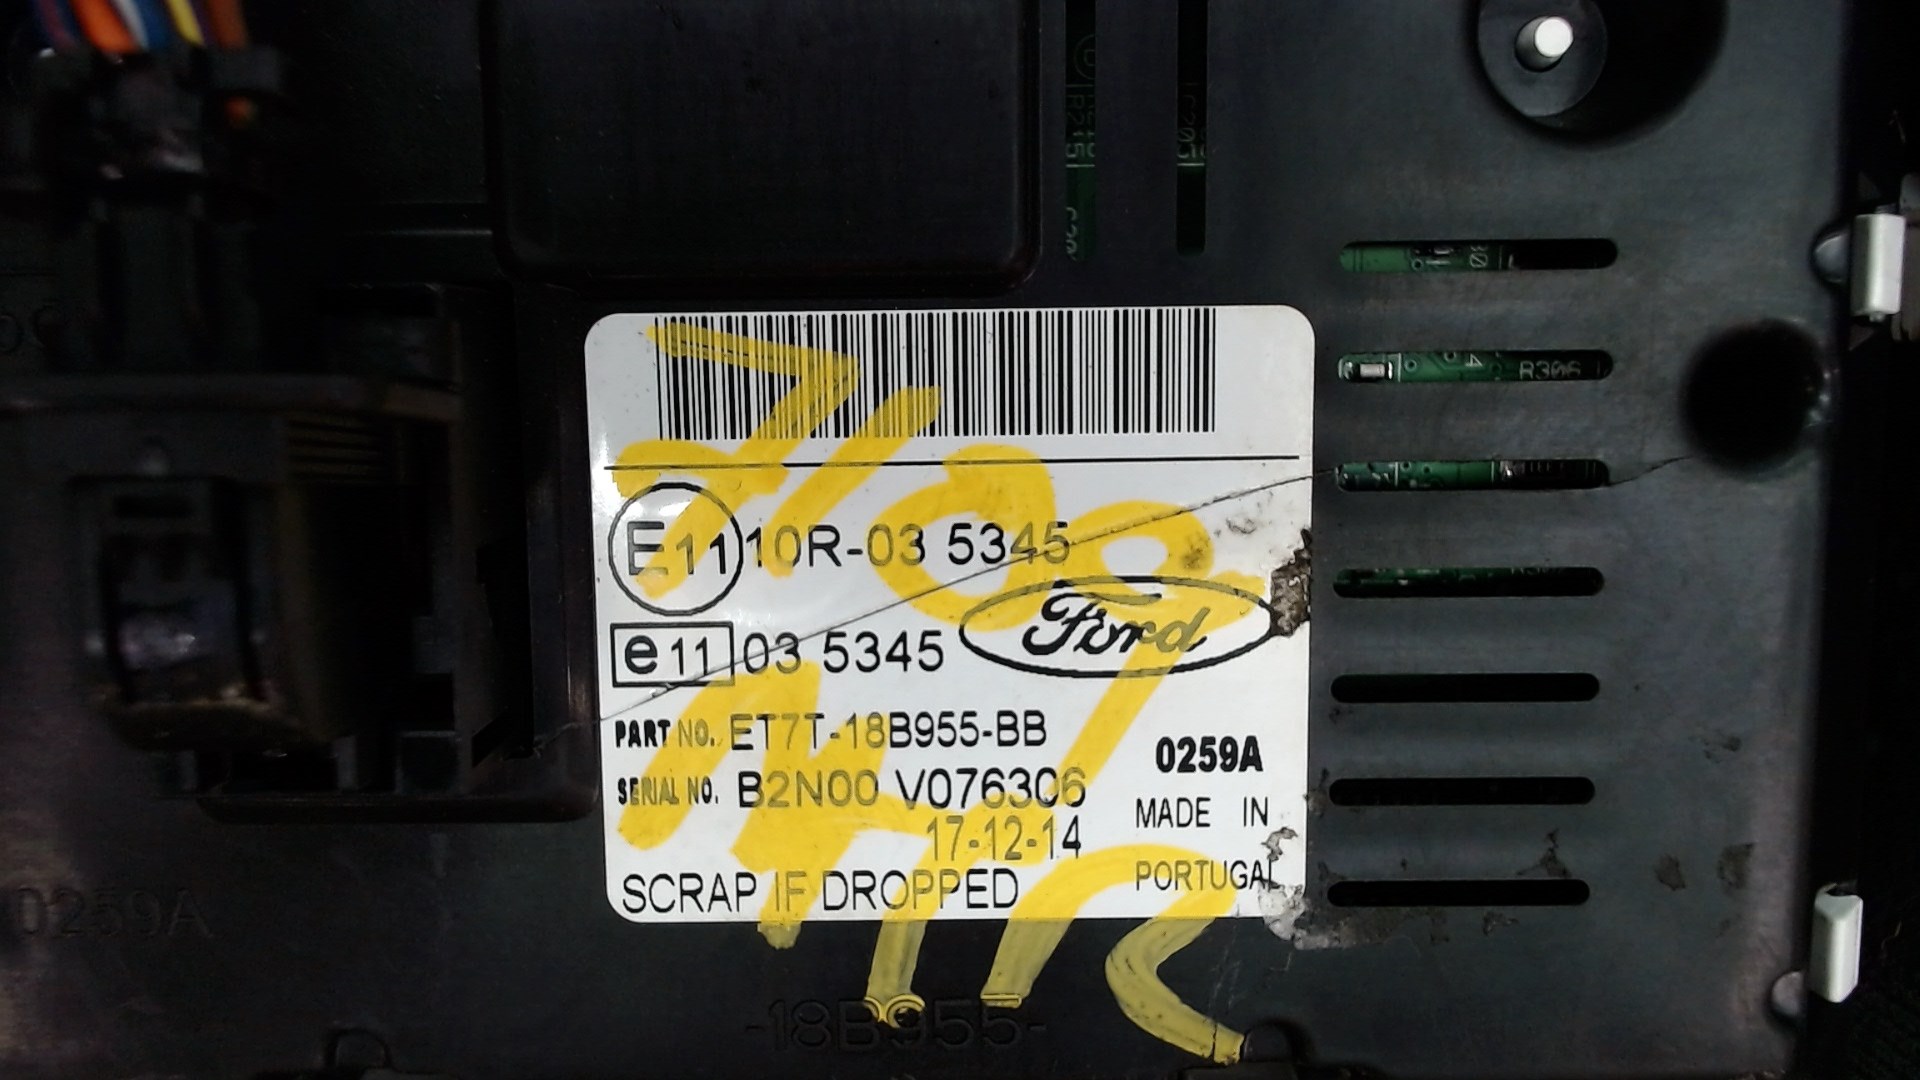 R215
R306
E11 10R-03 5345
e11 03 5345
Ford
PART NO. ET7T-18B955-BB
0259A
SERIAL NO. B2N00 V076306
MADE IN
17-12-14
PORTUGAL
SCRAP IF DROPPED
0259A
-18B955-